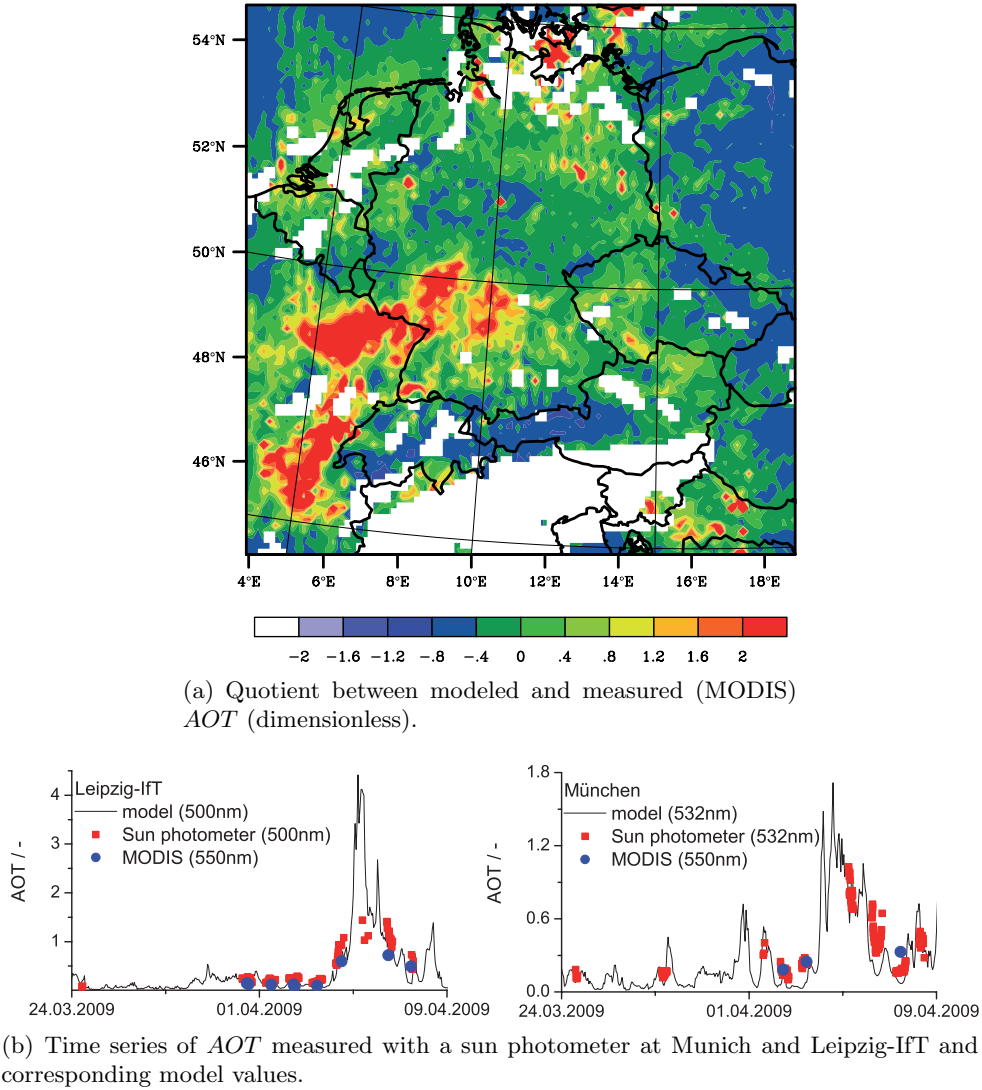 54°N
52°N
50°N
48°N
46°N
4°E 6°E 8°E 10°E 12°E 14°E 16°E 18°E
−2 −1.6 −1.2 −.8 −.4 0 .4 .8 1.2 1.6 2
(a) Quotient between modeled and measured (MODIS)
AOT (dimensionless).
Leipzig-IfT
model (500nm)
Sun photometer (500nm)
MODIS (550nm)
AOT / -
4
3
2
1
24.03.2009 01.04.2009 09.04.2009
München
model (532nm)
Sun photometer (532nm)
MODIS (550nm)
AOT / -
1.8
1.2
0.6
0.0
24.03.2009 01.04.2009 09.04.2009
(b) Time series of AOT measured with a sun photometer at Munich and Leipzig-IfT and
corresponding model values.